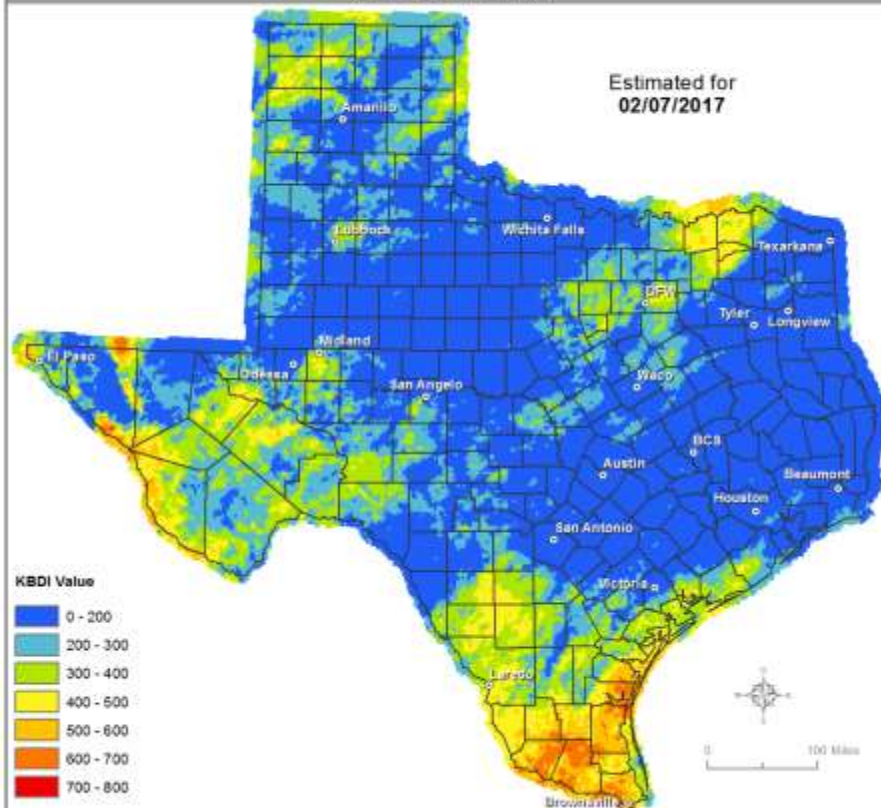 Estimated for
02/07/2017
Amarillo
Lubbock
Wichita Falls
Texarkana
DFW
Tyler
Longview
El Paso
Midland
Odessa
San Angelo
Waco
BCS
Austin
Beaumont
Houston
San Antonio
Victoria
Laredo
Brownsville
KBDI Value
0 - 200
200 - 300
300 - 400
400 - 500
500 - 600
600 - 700
700 - 800
0 100 Miles